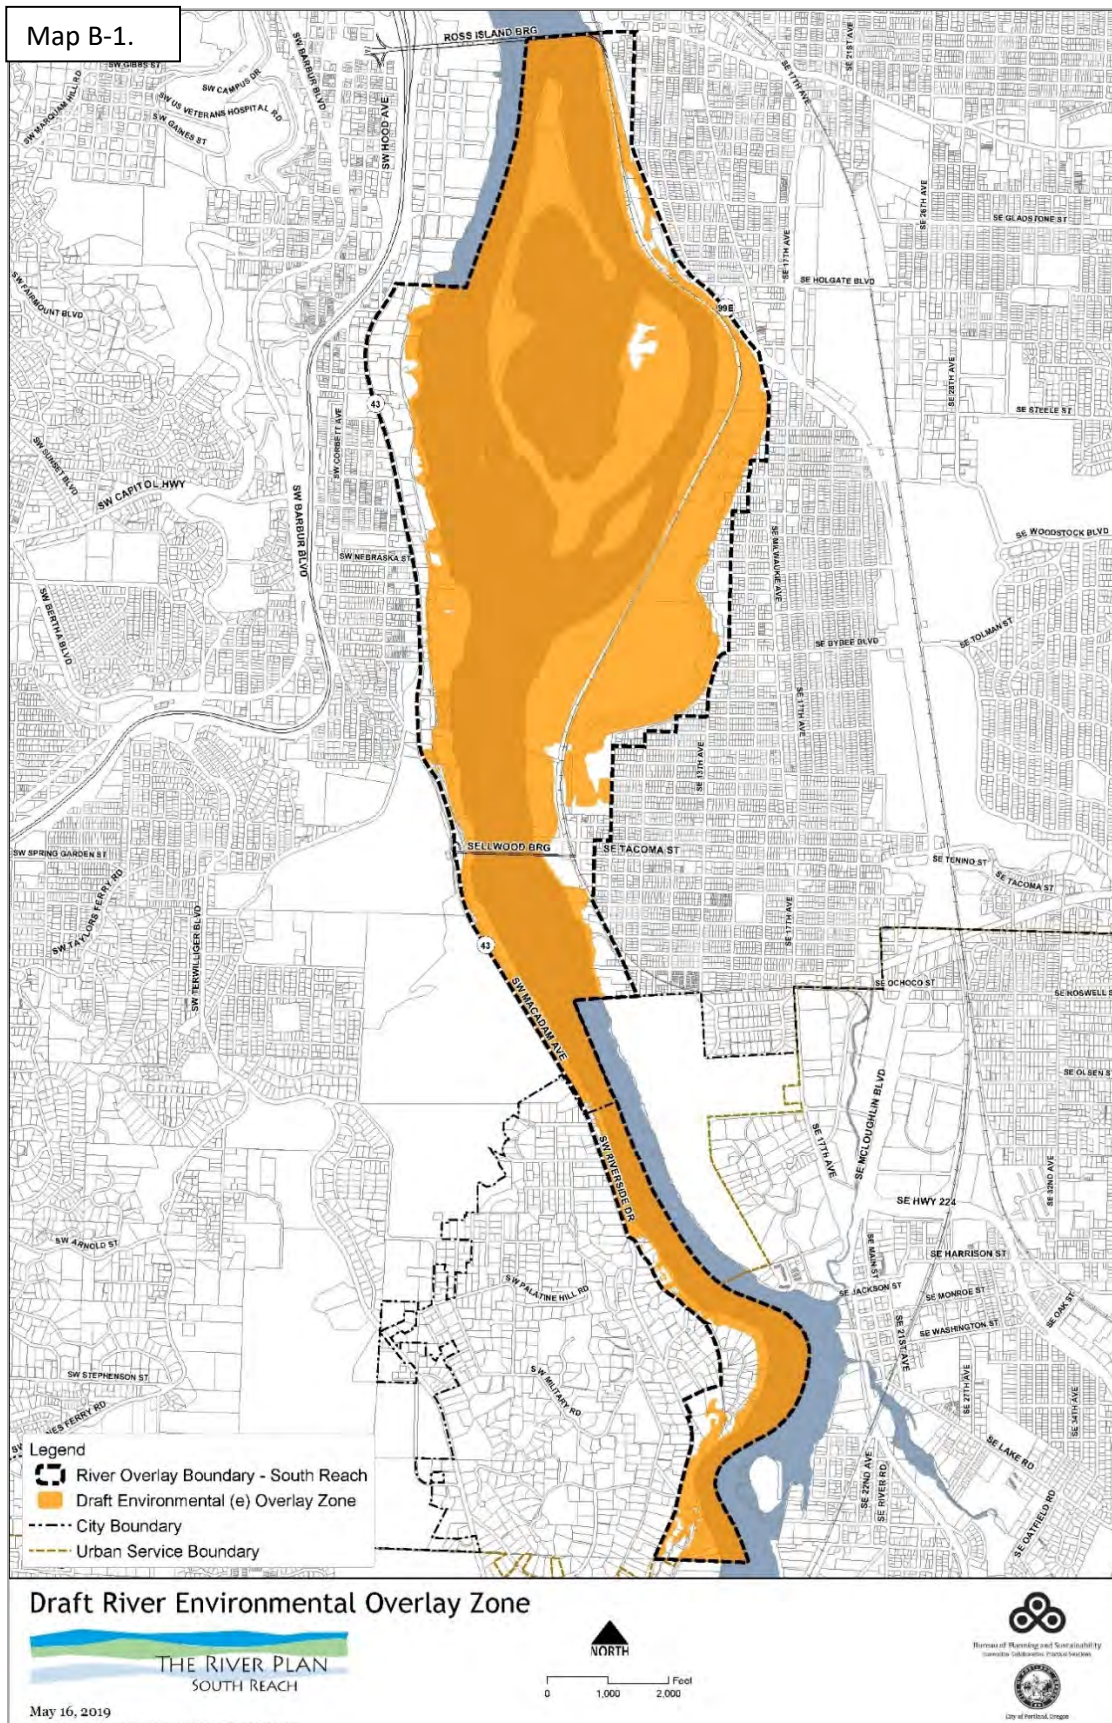 Map B-1.
ROSS ISLAND BRG
SE 17TH AVE
SE 21ST AVE
SW GIBBS ST
SW MARQUAM HILL RD
SW CAMPUS DR
SW US VETERANS HOSPITAL RD
SW GAINES ST
SW BARBUR BLVD
SW HOOD AVE
SE 26TH AVE
SE GLADSTONE ST
SE 17TH AVE
SW FAIRMOUNT BLVD
SE HOLGATE BLVD
99E
SE 28TH AVE
43
SE STEELE ST
SW CORBETT AVE
SW SUNSET BLVD
SW CAPITOL HWY
SW BARBUR BLVD
SE MILWAUKIE AVE
SE WOODSTOCK BLVD
SW NEBRASKA ST
SW BERTHA BLVD
SE BYBEE BLVD
SE TOLMAN ST
SE 17TH AVE
SE 13TH AVE
SELLWOOD BRG
SE TACOMA ST
SW SPRING GARDEN ST
SE TENINO ST
SE TACOMA ST
SW TAYLORS FERRY RD
SW TERWILLIGER BLVD
SE 17TH AVE
43
SW MACADAM AVE
SE OCHOCO ST
SE ROSWELL S
SE OLSEN S
SE MCLOUGHLIN BLVD
SE 17TH AVE
SW RIVERSIDE DR
SE 32ND AVE
SE HWY 224
SW ARNOLD ST
SE MAIN ST
SE HARRISON ST
SW PALATINE HILL RD
SE JACKSON ST
SE MONROE ST
SE OAK ST
SE WASHINGTON ST
SE 21ST AVE
SW STEPHENSON ST
SW MILITARY RD
SE 27TH AVE
SE 34TH AVE
NES FERRY RD
SE LAKE RD
SE 22ND AVE
SE RIVER RD
SE OATFIELD RD
Legend
River Overlay Boundary - South Reach
Draft Environmental (e) Overlay Zone
City Boundary
Urban Service Boundary
Draft River Environmental Overlay Zone
THE RIVER PLAN
SOUTH REACH
May 16, 2019
NORTH
Feet
0 1,000 2,000
Bureau of Planning and Sustainability
City of Portland, Oregon